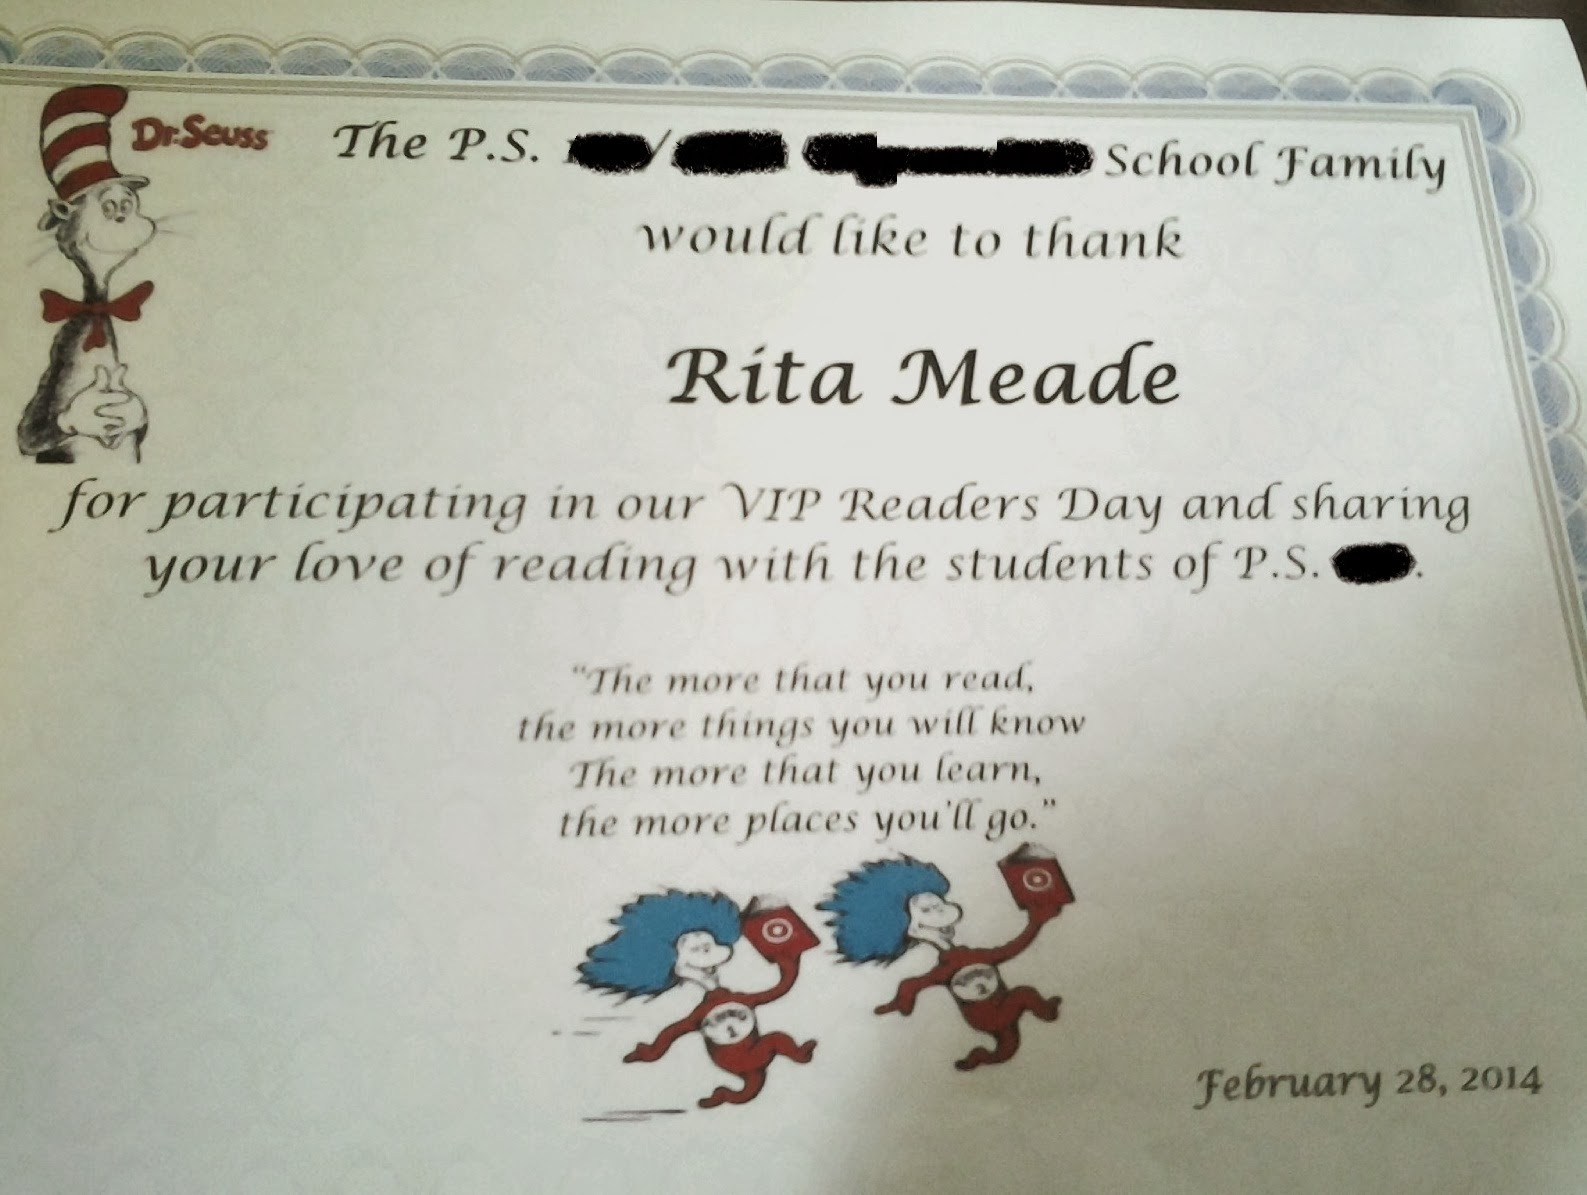 Dr. Seuss
The P.S. / School Family
would like to thank
Rita Meade
for participating in our VIP Readers Day and sharing
your love of reading with the students of P.S. .
"The more that you read,
the more things you will know
The more that you learn,
the more places you'll go."
THING 1
February 28, 2014